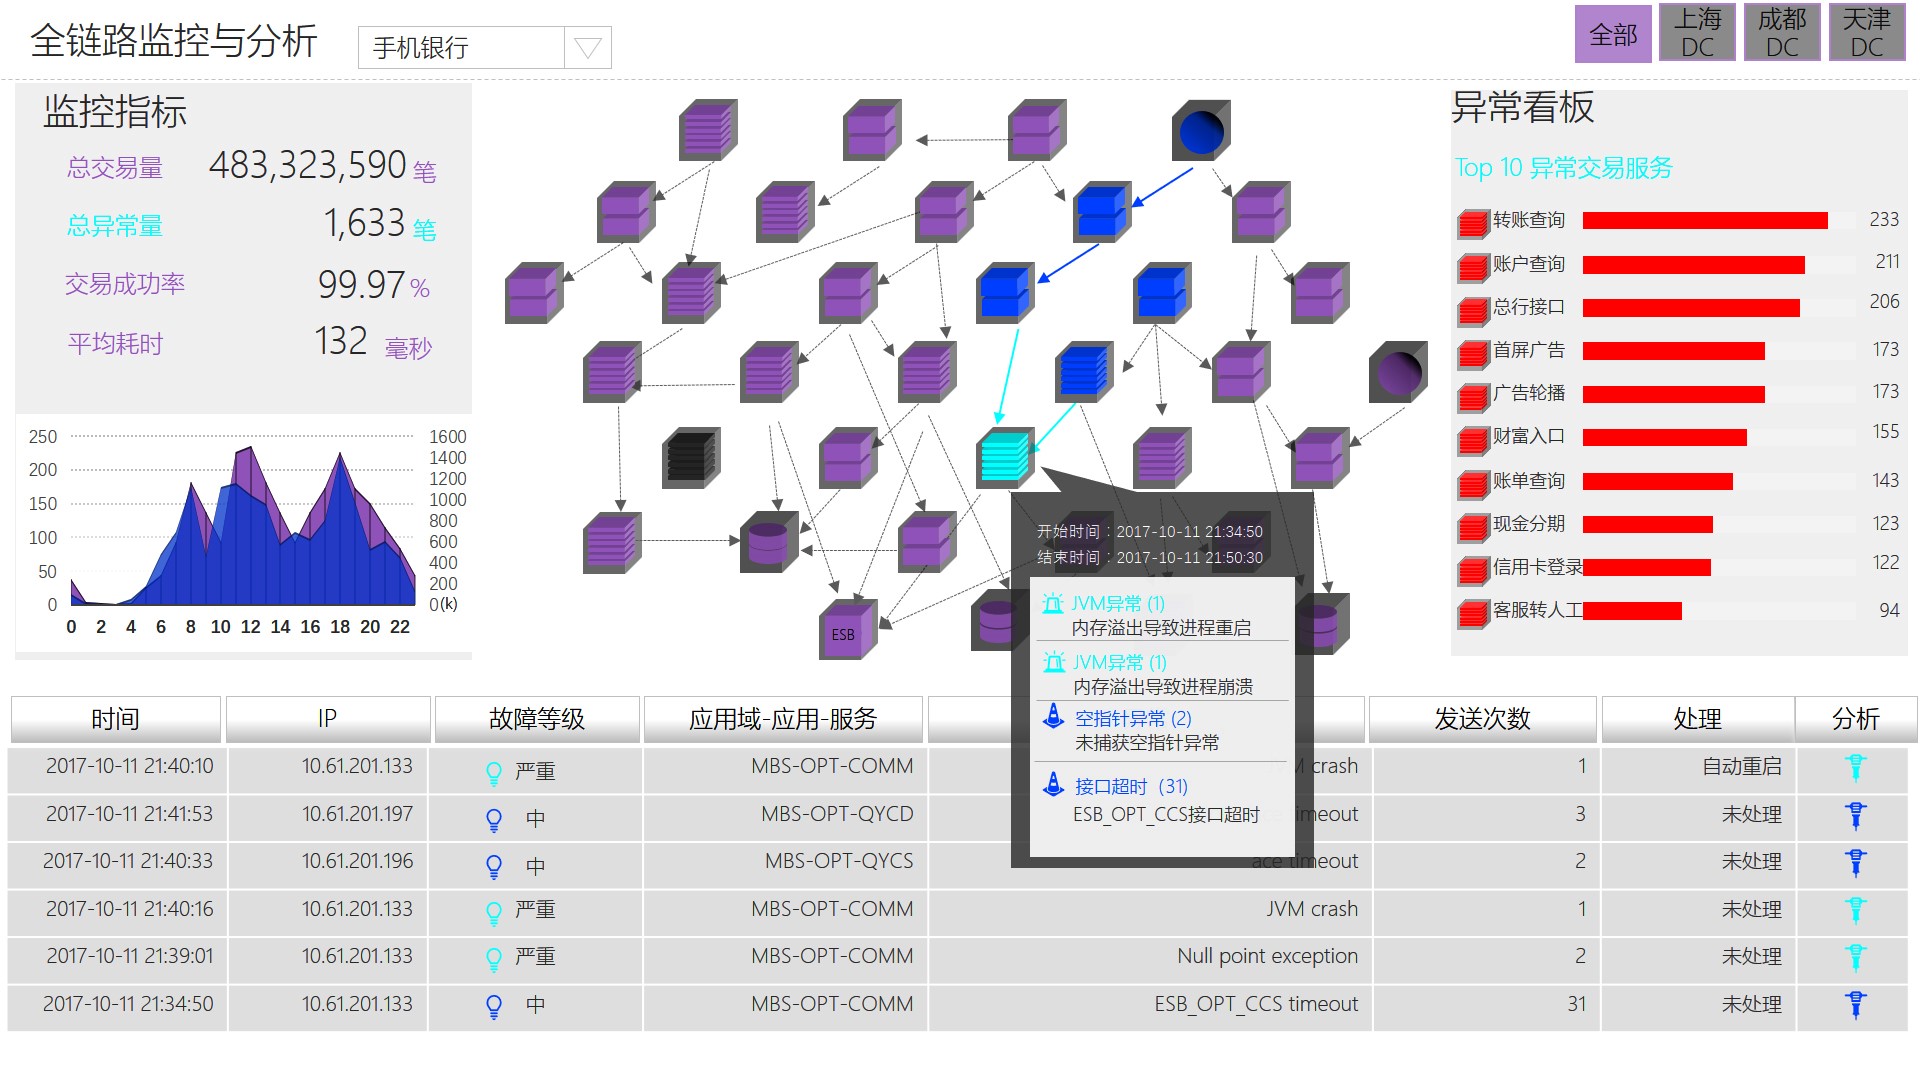 全链路监控与分析
手机银行
全部
上海
DC
成都
DC
天津
DC
监控指标
总交易量 483,323,590 笔
总异常量 1,633 笔
交易成功率 99.97 %
平均耗时 132 毫秒
250
200
150
100
50
0
1600
1400
1200
1000
800
600
400
200
0(k)
0 2 4 6 8 10 12 14 16 18 20 22
ESB
开始时间：2017-10-11 21:34:50
结束时间：2017-10-11 21:50:30
JVM异常 (1)
内存溢出导致进程重启
JVM异常 (1)
内存溢出导致进程崩溃
空指针异常 (2)
未捕获空指针异常
接口超时（31)
ESB_OPT_CCS接口超时
异常看板
Top 10 异常交易服务
转账查询 233
账户查询 211
总行接口 206
首屏广告 173
广告轮播 173
财富入口 155
账单查询 143
现金分期 123
信用卡登录 122
客服转人工 94
时间 IP 故障等级 应用域-应用-服务 发送次数 处理 分析
2017-10-11 21:40:10 10.61.201.133 严重 MBS-OPT-COMM crash 1 自动重启
2017-10-11 21:41:53 10.61.201.197 中 MBS-OPT-QYCD timeout 3 未处理
2017-10-11 21:40:33 10.61.201.196 中 MBS-OPT-QYCS timeout 2 未处理
2017-10-11 21:40:16 10.61.201.133 严重 MBS-OPT-COMM JVM crash 1 未处理
2017-10-11 21:39:01 10.61.201.133 严重 MBS-OPT-COMM Null point exception 2 未处理
2017-10-11 21:34:50 10.61.201.133 中 MBS-OPT-COMM ESB_OPT_CCS timeout 31 未处理